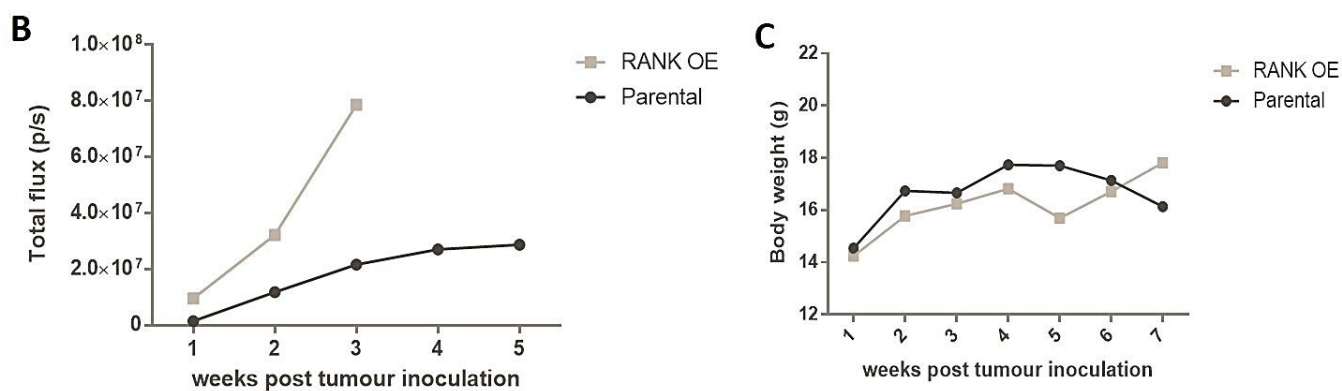 B
Total flux (p/s)
1.0×10⁸
8.0×10⁷
6.0×10⁷
4.0×10⁷
2.0×10⁷
0
1 2 3 4 5
weeks post tumour inoculation
RANK OE
Parental
C
Body weight (g)
22
20
18
16
14
12
1 2 3 4 5 6 7
weeks post tumour inoculation
RANK OE
Parental